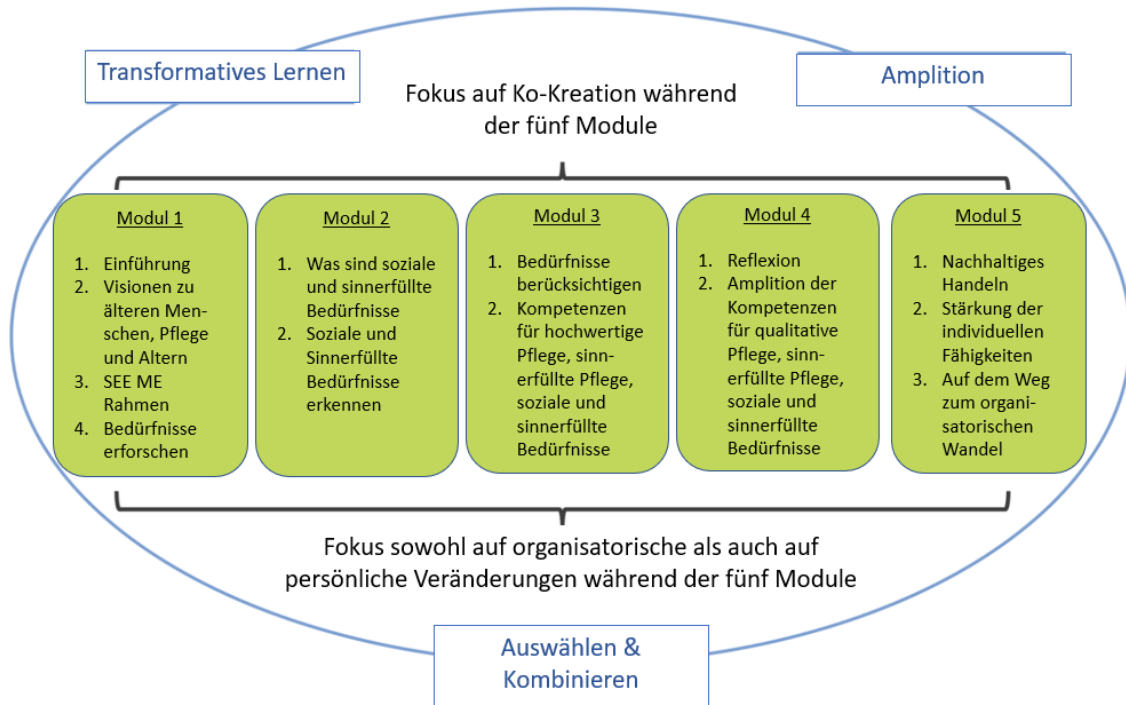 Transformatives Lernen
Amplition
Fokus auf Ko-Kreation während
der fünf Module
Modul 1
1. Einführung
2. Visionen zu
älteren Men-
schen, Pflege
und Altern
3. SEE ME
Rahmen
4. Bedürfnisse
erforschen
Modul 2
1. Was sind soziale
und sinnerfüllte
Bedürfnisse
2. Soziale und
Sinnerfüllte
Bedürfnisse
erkennen
Modul 3
1. Bedürfnisse
berücksichtigen
2. Kompetenzen
für hochwertige
Pflege, sinn-
erfüllte Pflege,
soziale und
sinnerfüllte
Bedürfnisse
Modul 4
1. Reflexion
2. Amplition der
Kompetenzen
für qualitative
Pflege, sinn-
erfüllte Pflege,
soziale und
sinnerfüllte
Bedürfnisse
Modul 5
1. Nachhaltiges
Handeln
2. Stärkung der
individuellen
Fähigkeiten
3. Auf dem Weg
zum organi-
satorischen
Wandel
Fokus sowohl auf organisatorische als auch auf
persönliche Veränderungen während der fünf Module
Auswählen &
Kombinieren